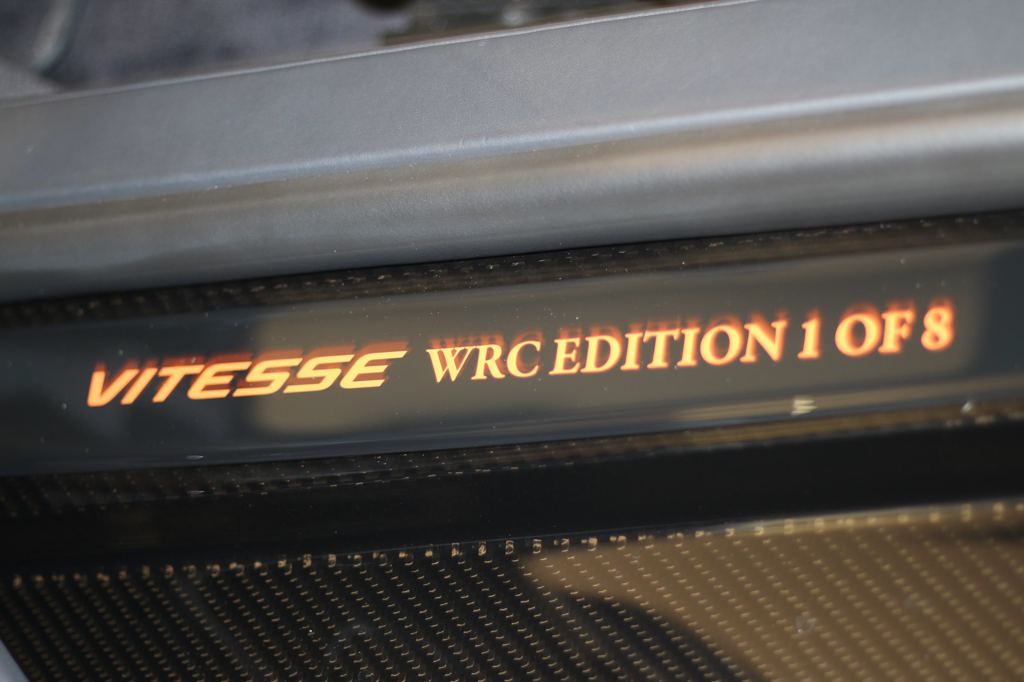 VITESSE WRC EDITION 1 OF 8